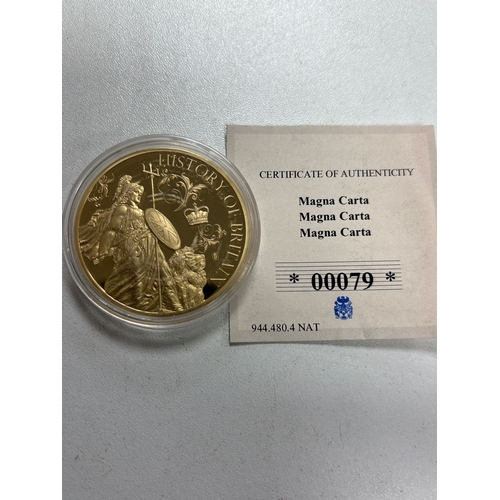 HISTORY OF BRITAIN
CERTIFICATE OF AUTHENTICITY
Magna Carta
Magna Carta
Magna Carta
* 00079 *
944.480.4 NAT